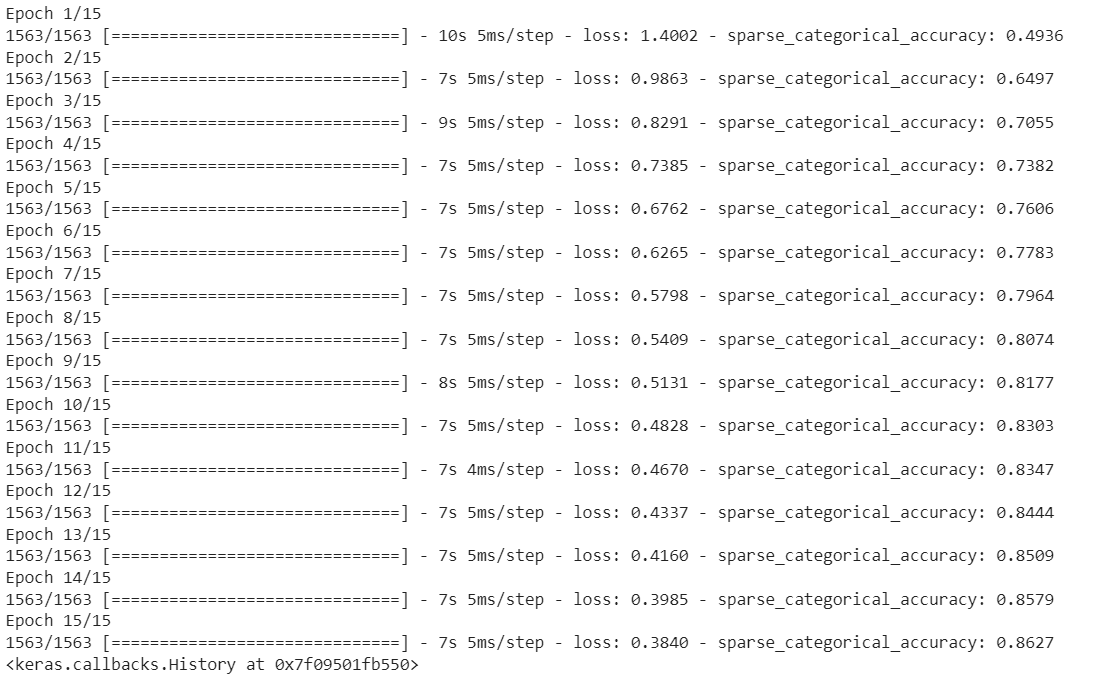 Epoch 1/15
1563/1563 [==============================] - 10s 5ms/step - loss: 1.4002 - sparse_categorical_accuracy: 0.4936
Epoch 2/15
1563/1563 [==============================] - 7s 5ms/step - loss: 0.9863 - sparse_categorical_accuracy: 0.6497
Epoch 3/15
1563/1563 [==============================] - 9s 5ms/step - loss: 0.8291 - sparse_categorical_accuracy: 0.7055
Epoch 4/15
1563/1563 [==============================] - 7s 5ms/step - loss: 0.7385 - sparse_categorical_accuracy: 0.7382
Epoch 5/15
1563/1563 [==============================] - 7s 5ms/step - loss: 0.6762 - sparse_categorical_accuracy: 0.7606
Epoch 6/15
1563/1563 [==============================] - 7s 5ms/step - loss: 0.6265 - sparse_categorical_accuracy: 0.7783
Epoch 7/15
1563/1563 [==============================] - 7s 5ms/step - loss: 0.5798 - sparse_categorical_accuracy: 0.7964
Epoch 8/15
1563/1563 [==============================] - 7s 5ms/step - loss: 0.5409 - sparse_categorical_accuracy: 0.8074
Epoch 9/15
1563/1563 [==============================] - 8s 5ms/step - loss: 0.5131 - sparse_categorical_accuracy: 0.8177
Epoch 10/15
1563/1563 [==============================] - 7s 5ms/step - loss: 0.4828 - sparse_categorical_accuracy: 0.8303
Epoch 11/15
1563/1563 [==============================] - 7s 4ms/step - loss: 0.4670 - sparse_categorical_accuracy: 0.8347
Epoch 12/15
1563/1563 [==============================] - 7s 5ms/step - loss: 0.4337 - sparse_categorical_accuracy: 0.8444
Epoch 13/15
1563/1563 [==============================] - 7s 5ms/step - loss: 0.4160 - sparse_categorical_accuracy: 0.8509
Epoch 14/15
1563/1563 [==============================] - 7s 5ms/step - loss: 0.3985 - sparse_categorical_accuracy: 0.8579
Epoch 15/15
1563/1563 [==============================] - 7s 5ms/step - loss: 0.3840 - sparse_categorical_accuracy: 0.8627
<keras.callbacks.History at 0x7f09501fb550>